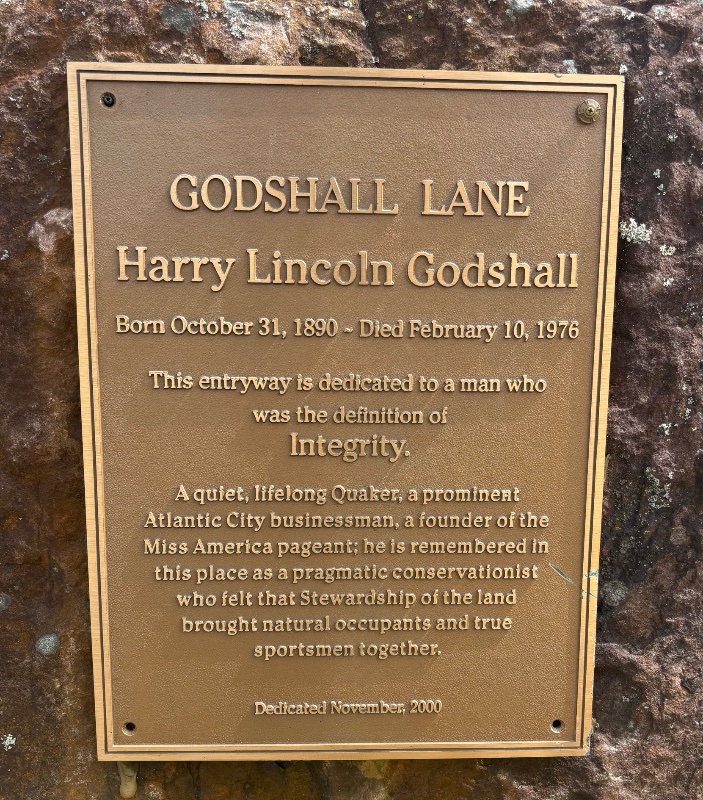 GODSHALL LANE
Harry Lincoln Godshall
Born October 31, 1890 - Died February 10, 1976
This entryway is dedicated to a man who
was the definition of
Integrity.
A quiet, lifelong Quaker, a prominent
Atlantic City businessman, a founder of the
Miss America pageant; he is remembered in
this place as a pragmatic conservationist
who felt that Stewardship of the land
brought natural occupants and true
sportsmen together.
Dedicated November, 2000